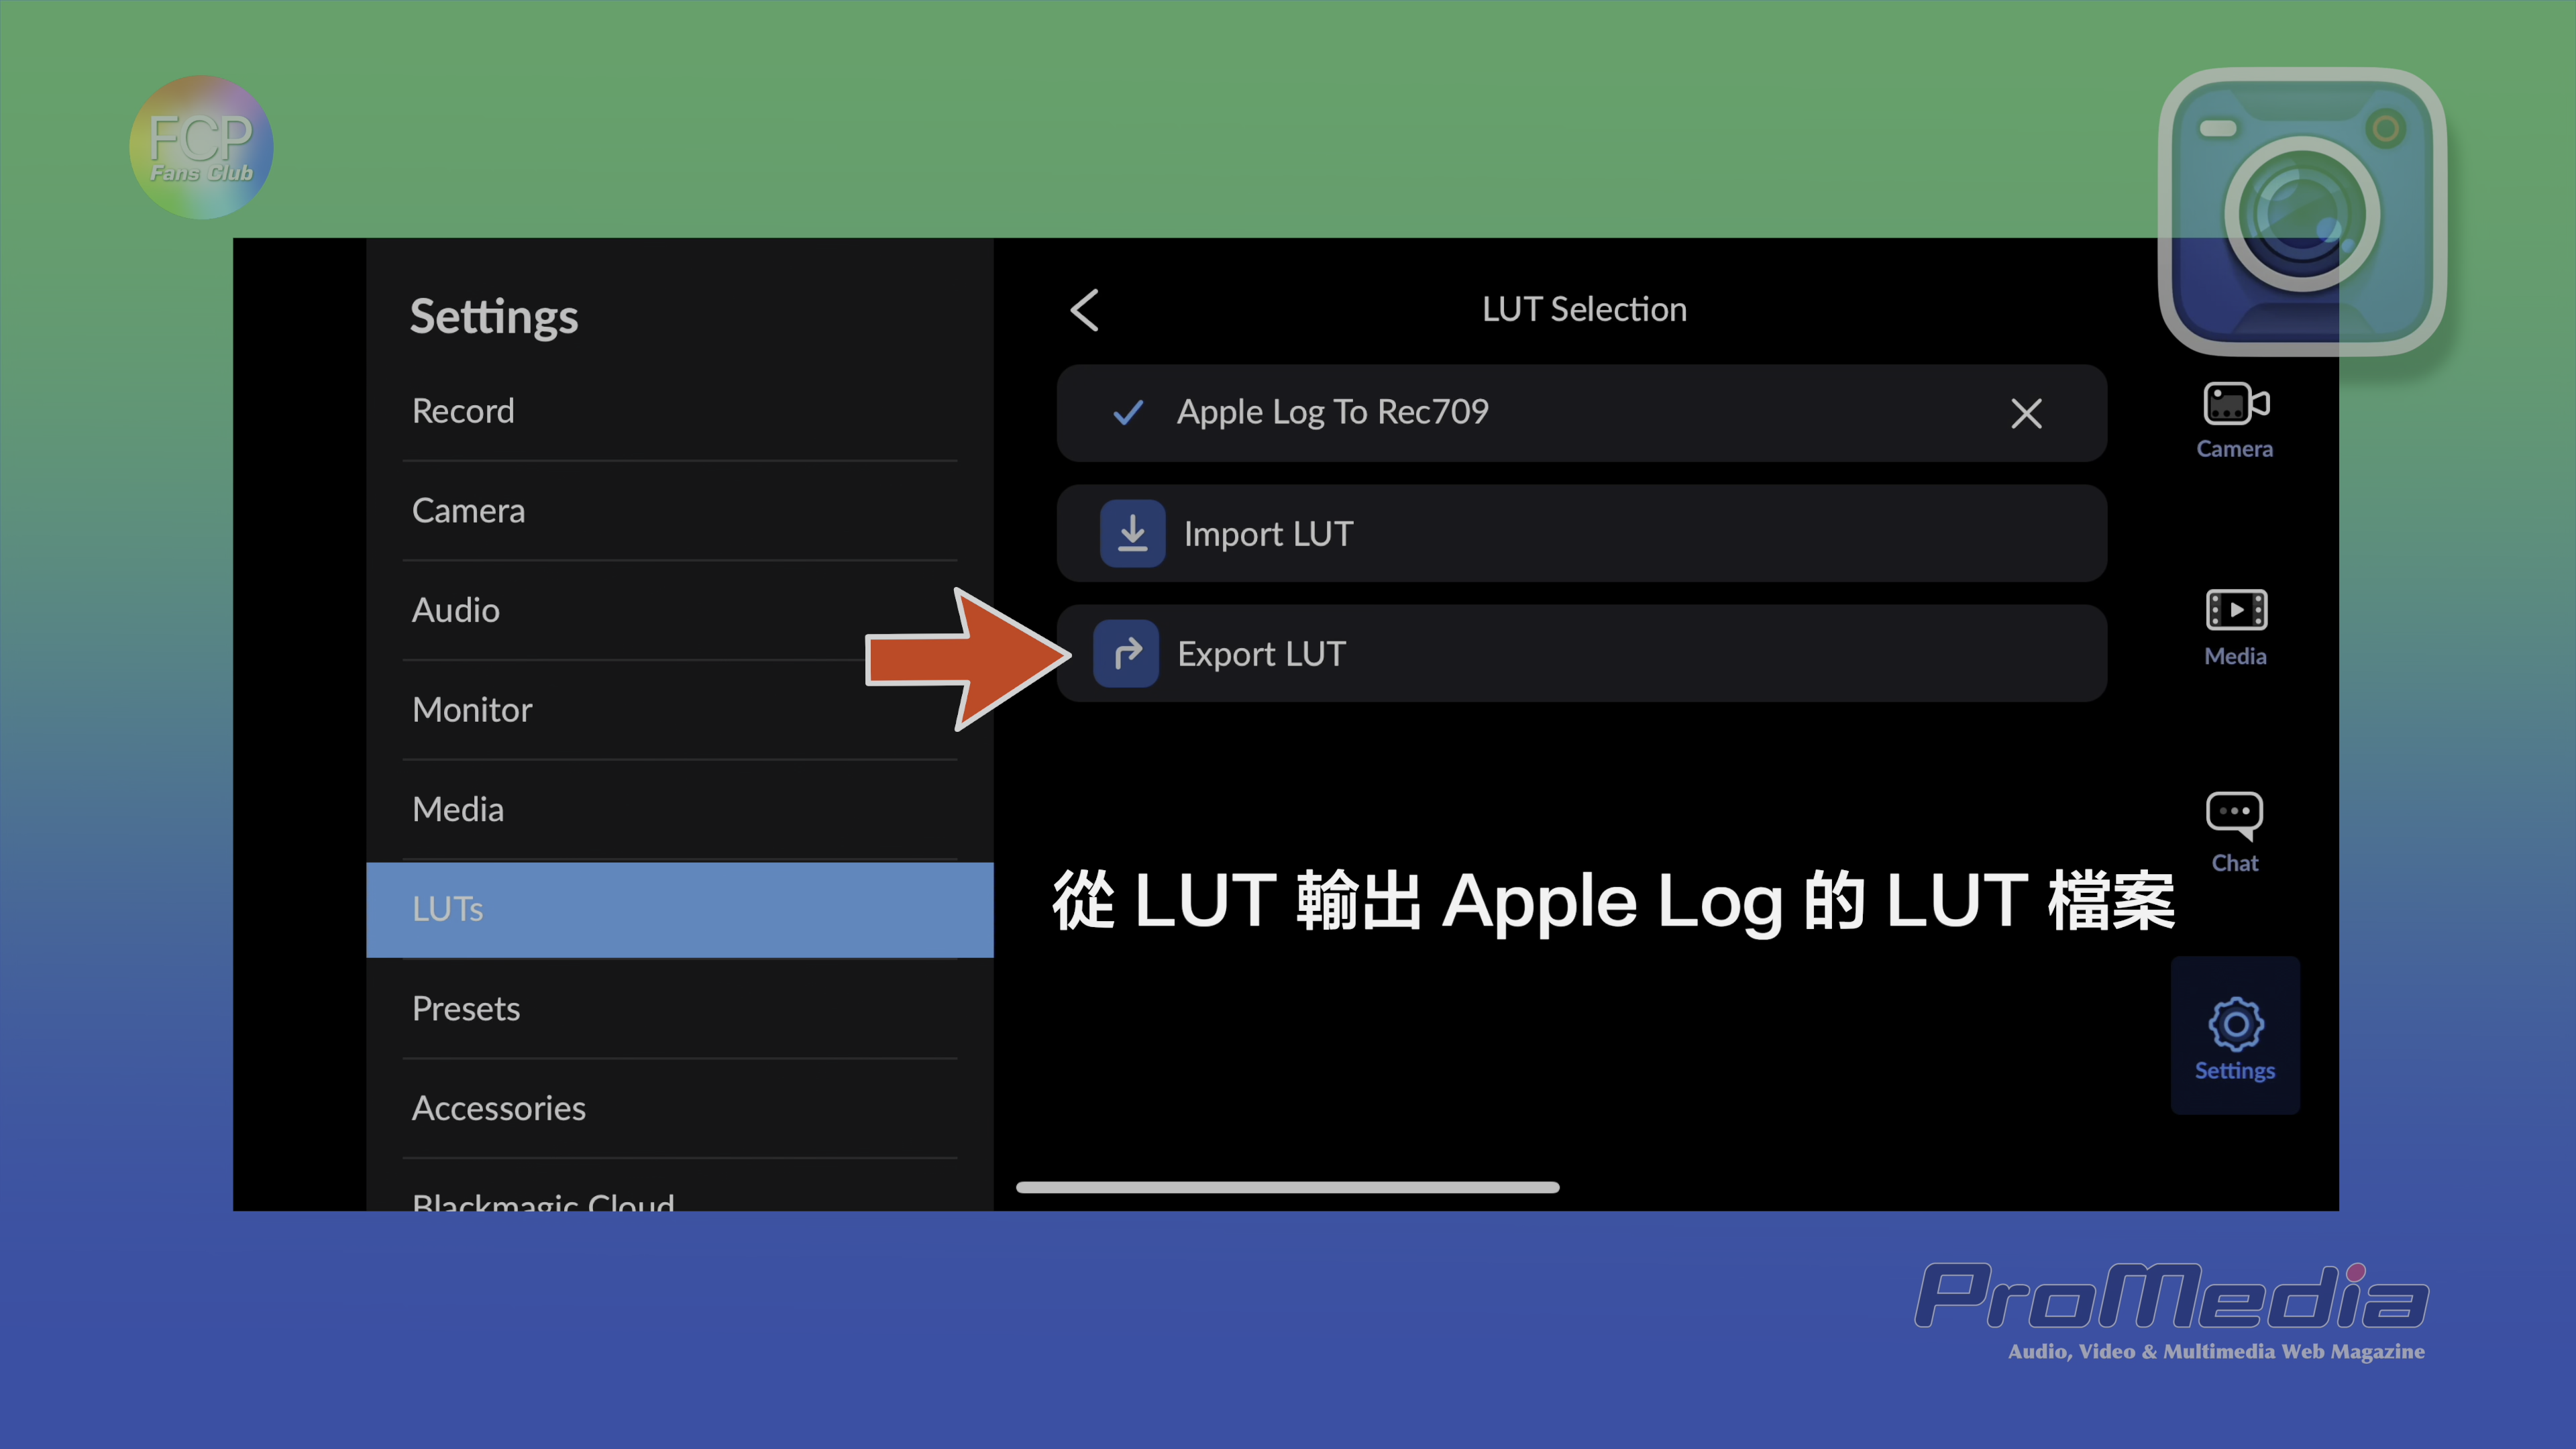 FCP
Fans Club
Settings
Record
Camera
Audio
Monitor
Media
LUTs
Presets
Accessories
Blackmagic Cloud
LUT Selection
Apple Log To Rec709
Import LUT
Export LUT
從 LUT 輸出 Apple Log 的 LUT 檔案
Camera
Media
Chat
Settings
ProMedia
Audio, Video & Multimedia Web Magazine